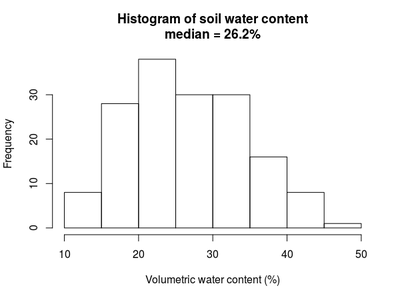 Histogram of soil water content
median = 26.2%
Frequency
30
20
10
0
10 20 30 40 50
Volumetric water content (%)